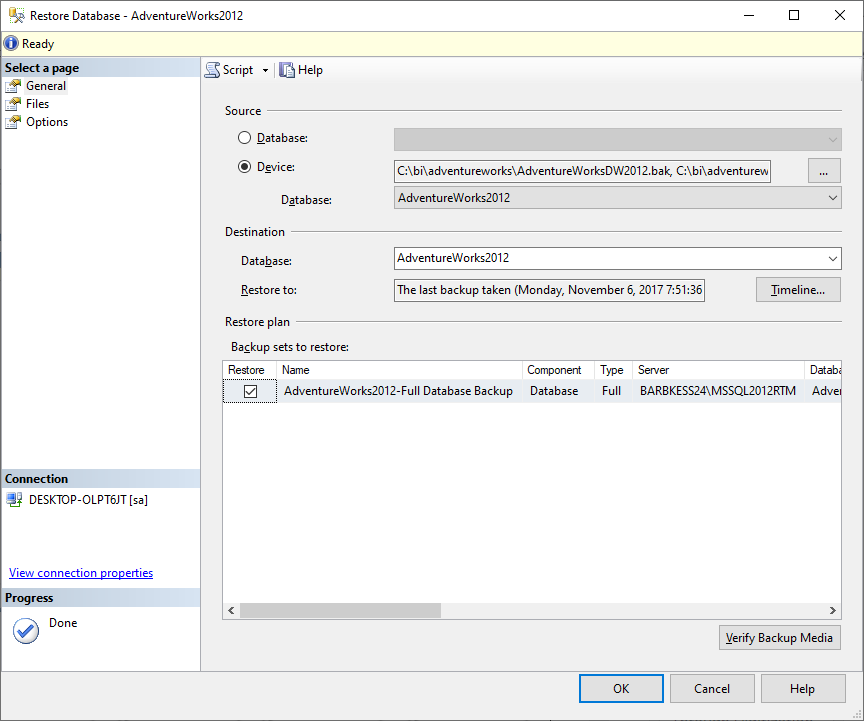 Restore Database - AdventureWorks2012
Ready
Select a page
General
Files
Options
Script
Help
Source
Database:
Device:
C:\bi\adventureworks\AdventureWorksDW2012.bak, C:\bi\adventurew
...
Database:
AdventureWorks2012
Destination
Database:
AdventureWorks2012
Restore to:
The last backup taken (Monday, November 6, 2017 7:51:36
Timeline...
Restore plan
Backup sets to restore:
Restore Name Component Type Server Databa
AdventureWorks2012-Full Database Backup Database Full BARBKESS24\MSSQL2012RTM Adver
Connection
DESKTOP-OLPT6JT [sa]
View connection properties
Progress
Done
Verify Backup Media
OK Cancel Help